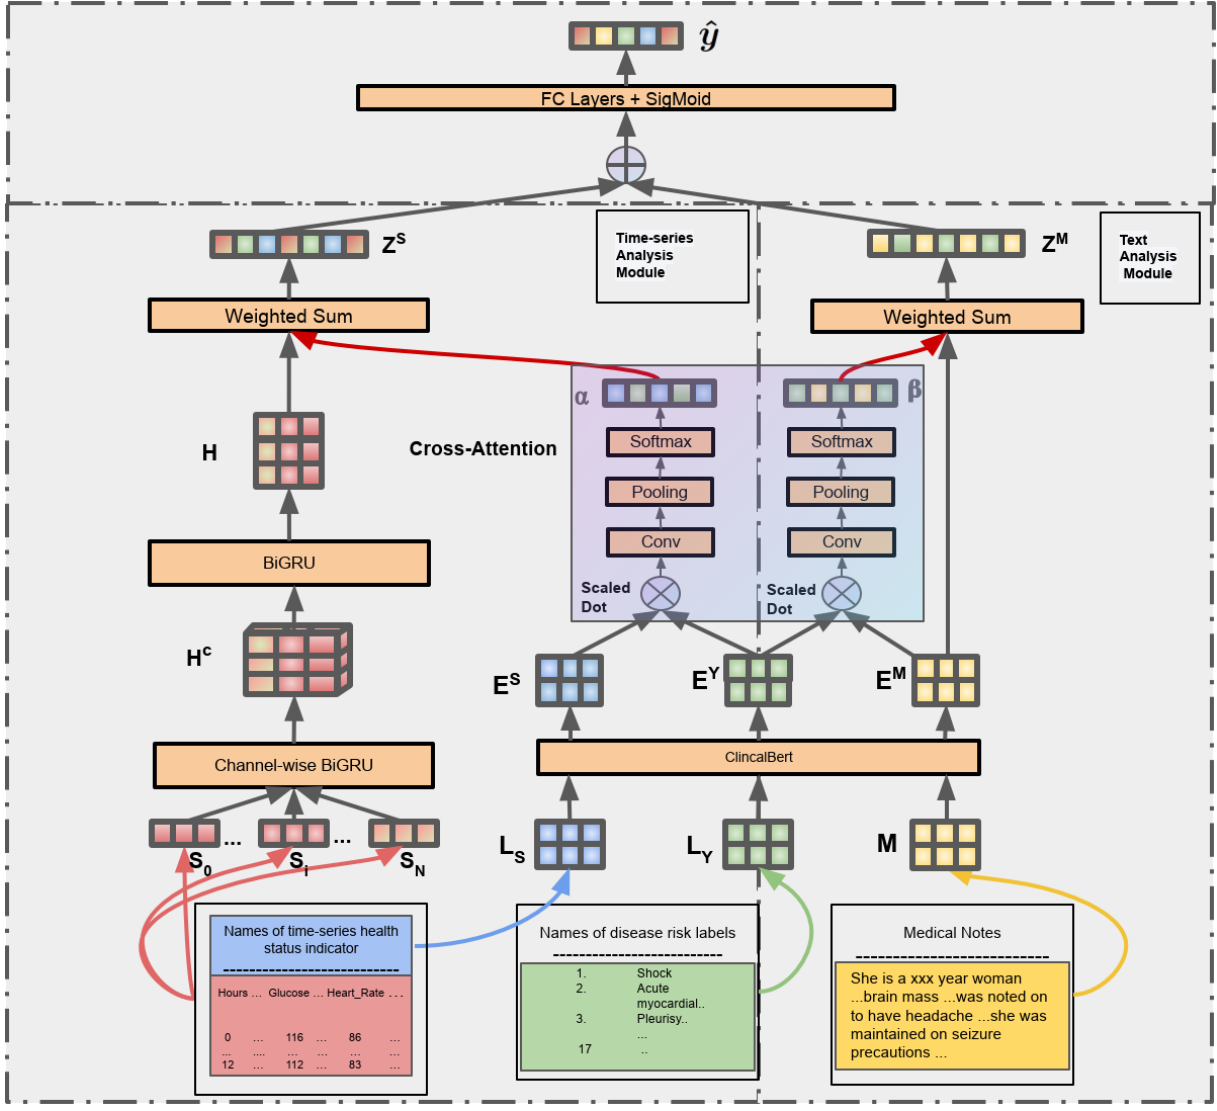 ŷ
FC Layers + SigMoid
Z^S
Time-series
Analysis
Module
Z^M
Text
Analysis
Module
Weighted Sum
Weighted Sum
α
β
H
Cross-Attention
Softmax
Softmax
Pooling
Pooling
Conv
Conv
BiGRU
Scaled
Dot
Scaled
Dot
H^c
E^S
E^Y
E^M
Channel-wise BiGRU
ClincalBert
... ...
S_0 S_i S_N
L_S
L_Y
M
Names of time-series health
status indicator
Hours ... Glucose ... Heart_Rate ...
0 ... 116 ... 86 ...
... .... ... ... ... ...
12 ... 112 ... 83 ...
Names of disease risk labels
1. Shock
2. Acute
myocardial..
3. Pleurisy..
...
17 ..
Medical Notes
She is a xxx year woman
...brain mass ...was noted on
to have headache ...she was
maintained on seizure
precautions ...